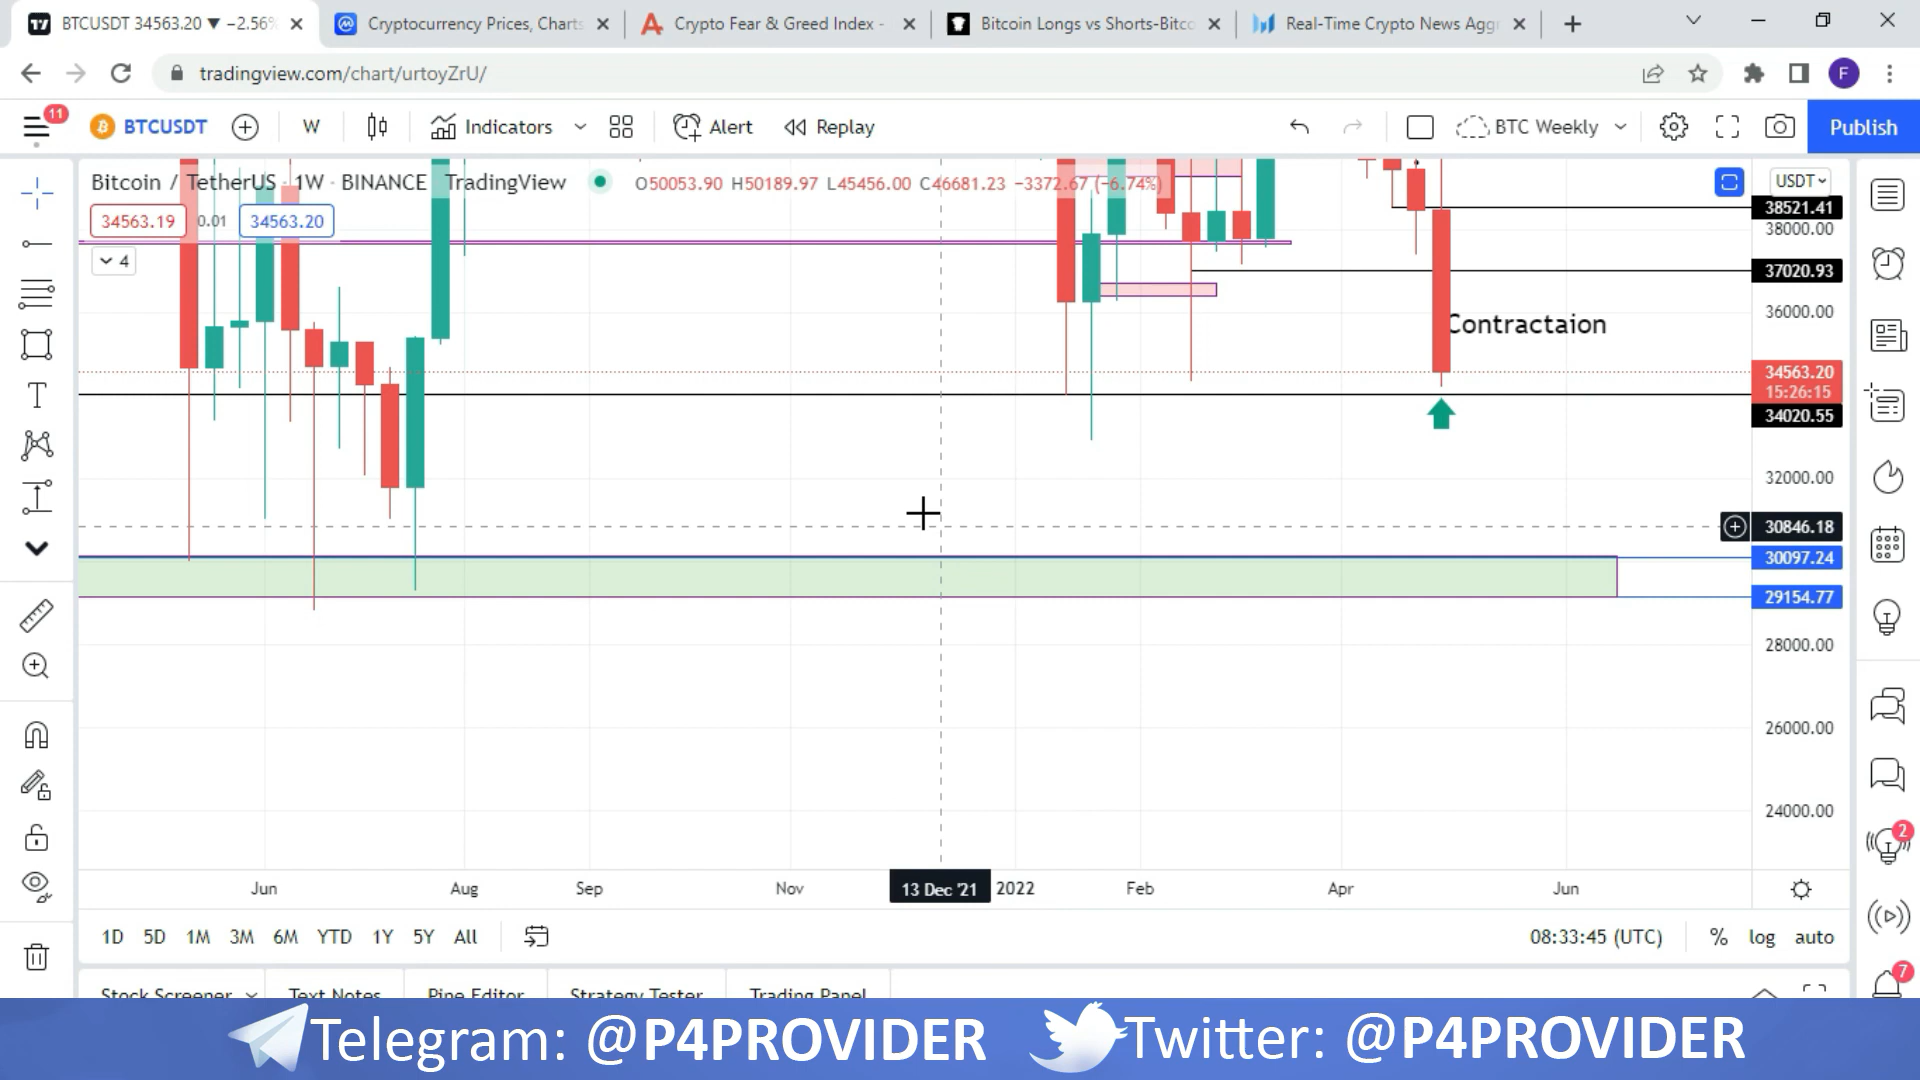 BTCUSDT 34563.20 ▼ −2.56%
Cryptocurrency Prices, Charts
Crypto Fear & Greed Index -
Bitcoin Longs vs Shorts-Bitco
Real-Time Crypto News Aggr
tradingview.com/chart/urtoyZrU/
F
11
BTCUSDT
W
Indicators
Alert
Replay
BTC Weekly
Publish
Bitcoin / TetherUS · 1W · BINANCE TradingView
O50053.90 H50189.97 L45456.00 C46681.23 −3372.67 (−6.74%)
USDT
34563.19 0.01 34563.20
4
38521.41
38000.00
37020.93
36000.00
Contractaion
34563.20
15:26:15
34020.55
32000.00
30846.18
30097.24
29154.77
28000.00
26000.00
24000.00
2
7
Jun Aug Sep Nov 13 Dec '21 2022 Feb Apr Jun
1D 5D 1M 3M 6M YTD 1Y 5Y All
08:33:45 (UTC) % log auto
Stock Screener Text Notes Pine Editor Strategy Tester Trading Panel
Telegram: @P4PROVIDER
Twitter: @P4PROVIDER